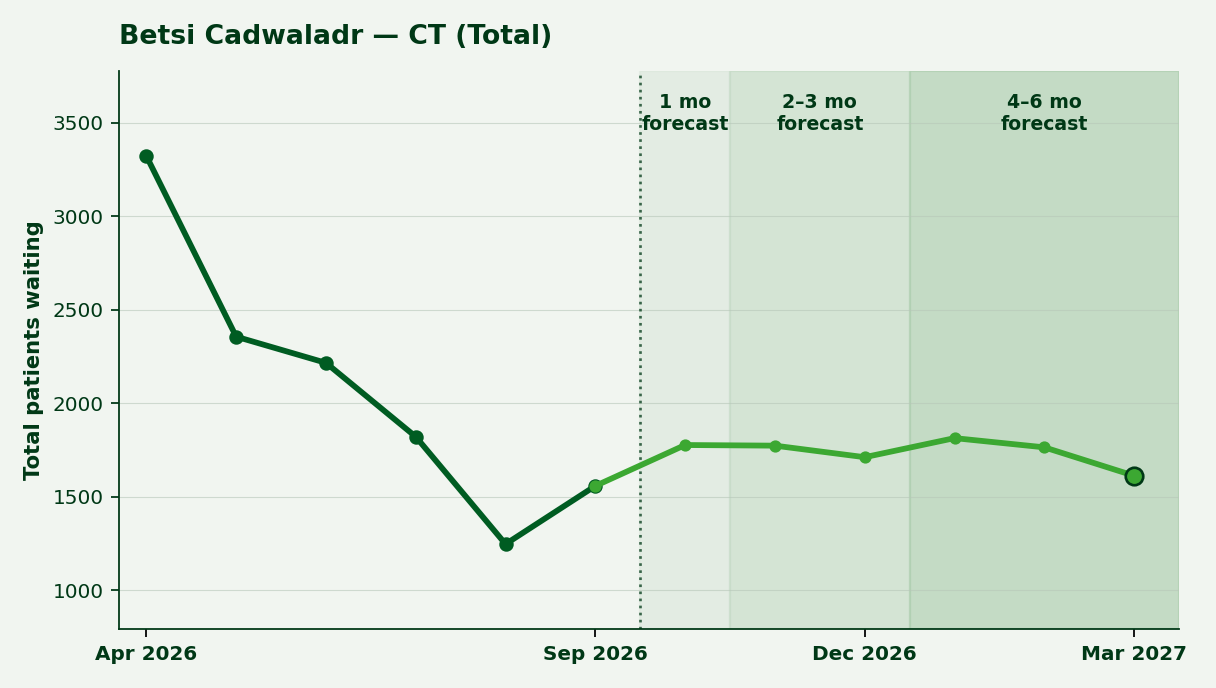 Betsi Cadwaladr — CT (Total)
1 mo
forecast
2–3 mo
forecast
4–6 mo
forecast
Total patients waiting
3500
3000
2500
2000
1500
1000
Apr 2026
Sep 2026
Dec 2026
Mar 2027